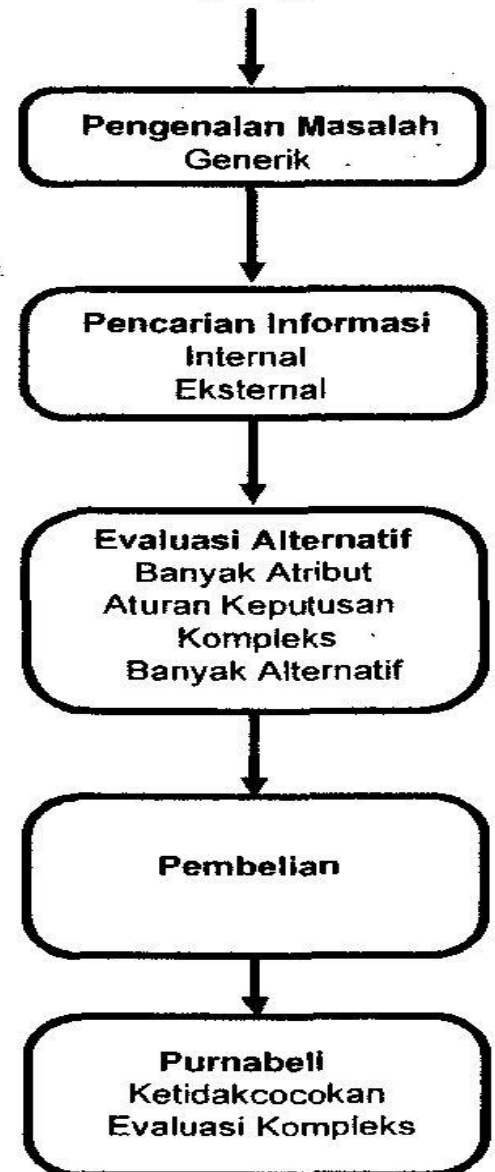 Pengenalan Masalah
Generik
Pencarian Informasi
Internal
Eksternal
Evaluasi Alternatif
Banyak Atribut
Aturan Keputusan
Kompleks
Banyak Alternatif
Pembelian
Purnabeli
Ketidakcocokan
Evaluasi Kompleks